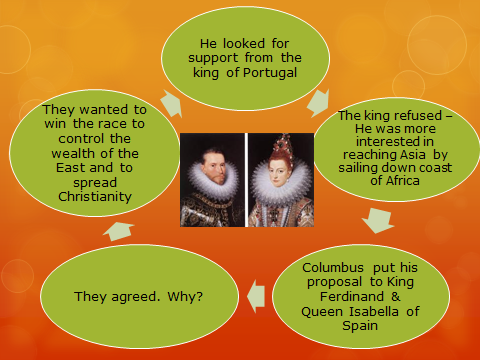 He looked for
support from the
king of Portugal
The king refused –
He was more
interested in
reaching Asia by
sailing down coast
of Africa
Columbus put his
proposal to King
Ferdinand &
Queen Isabella of
Spain
They agreed. Why?
They wanted to
win the race to
control the
wealth of the
East and to
spread
Christianity